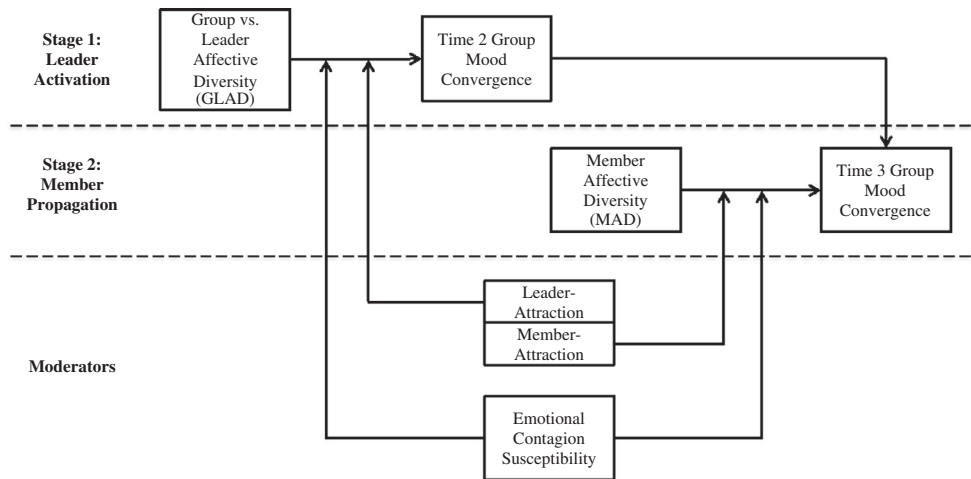 Stage 1:
Leader
Activation
Group vs.
Leader
Affective
Diversity
(GLAD)
Time 2 Group
Mood
Convergence
Stage 2:
Member
Propagation
Member
Affective
Diversity
(MAD)
Time 3 Group
Mood
Convergence
Moderators
Leader-
Attraction
Member-
Attraction
Emotional
Contagion
Susceptibility